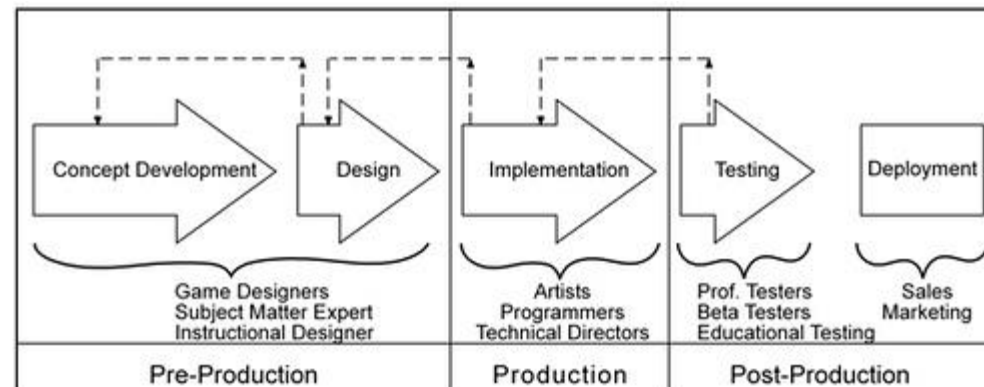 Concept Development
Design
Implementation
Testing
Deployment
Game Designers
Subject Matter Expert
Instructional Designer
Artists
Programmers
Technical Directors
Prof. Testers
Beta Testers
Educational Testing
Sales
Marketing
Pre-Production
Production
Post-Production